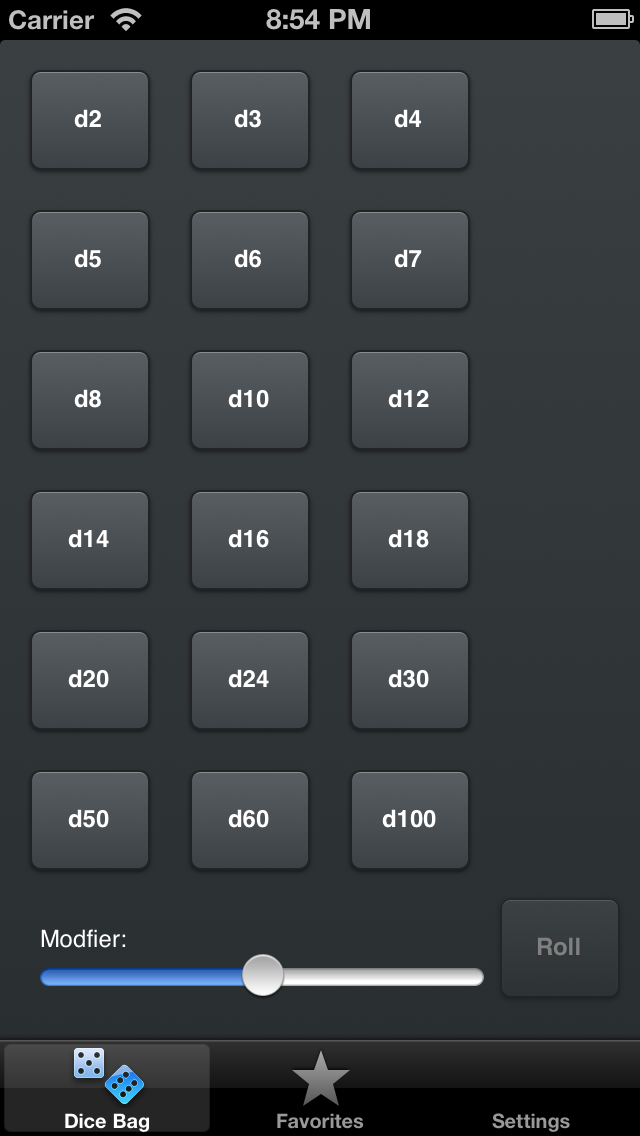 Carrier 8:54 PM
d2 d3 d4
d5 d6 d7
d8 d10 d12
d14 d16 d18
d20 d24 d30
d50 d60 d100
Modfier:
Roll
Dice Bag Favorites Settings